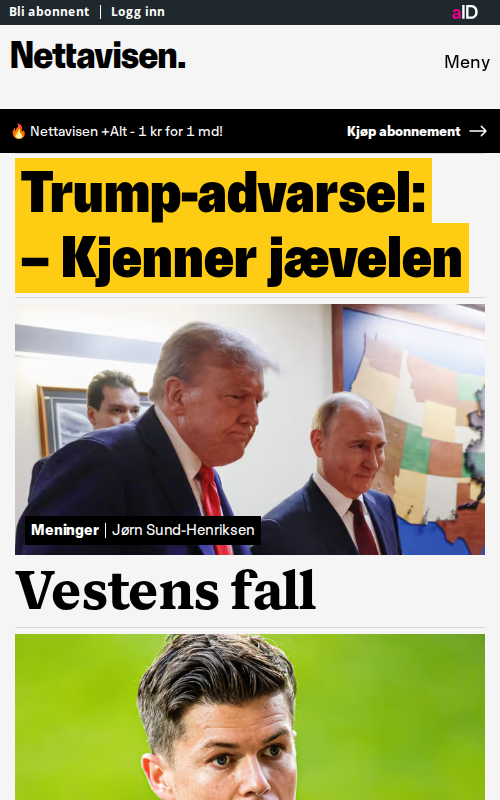 Bli abonnent | Logg inn
aID
Nettavisen.
Meny
🔥 Nettavisen +Alt - 1 kr for 1 md!
Kjøp abonnement →
Trump-advarsel:
– Kjenner jævelen
Meninger | Jørn Sund-Henriksen
Vestens fall